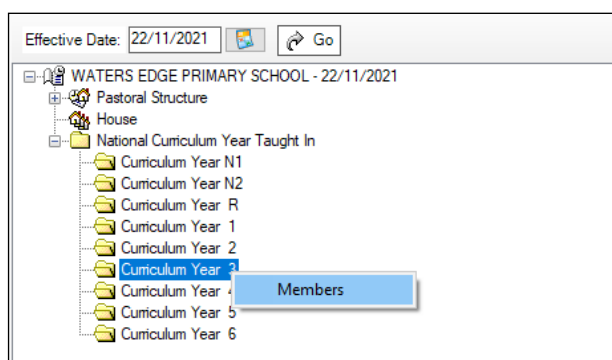 Effective Date: 22/11/2021 Go
WATERS EDGE PRIMARY SCHOOL - 22/11/2021
Pastoral Structure
House
National Curriculum Year Taught In
Curriculum Year N1
Curriculum Year N2
Curriculum Year R
Curriculum Year 1
Curriculum Year 2
Curriculum Year 3
Members
Curriculum Year 4
Curriculum Year 5
Curriculum Year 6